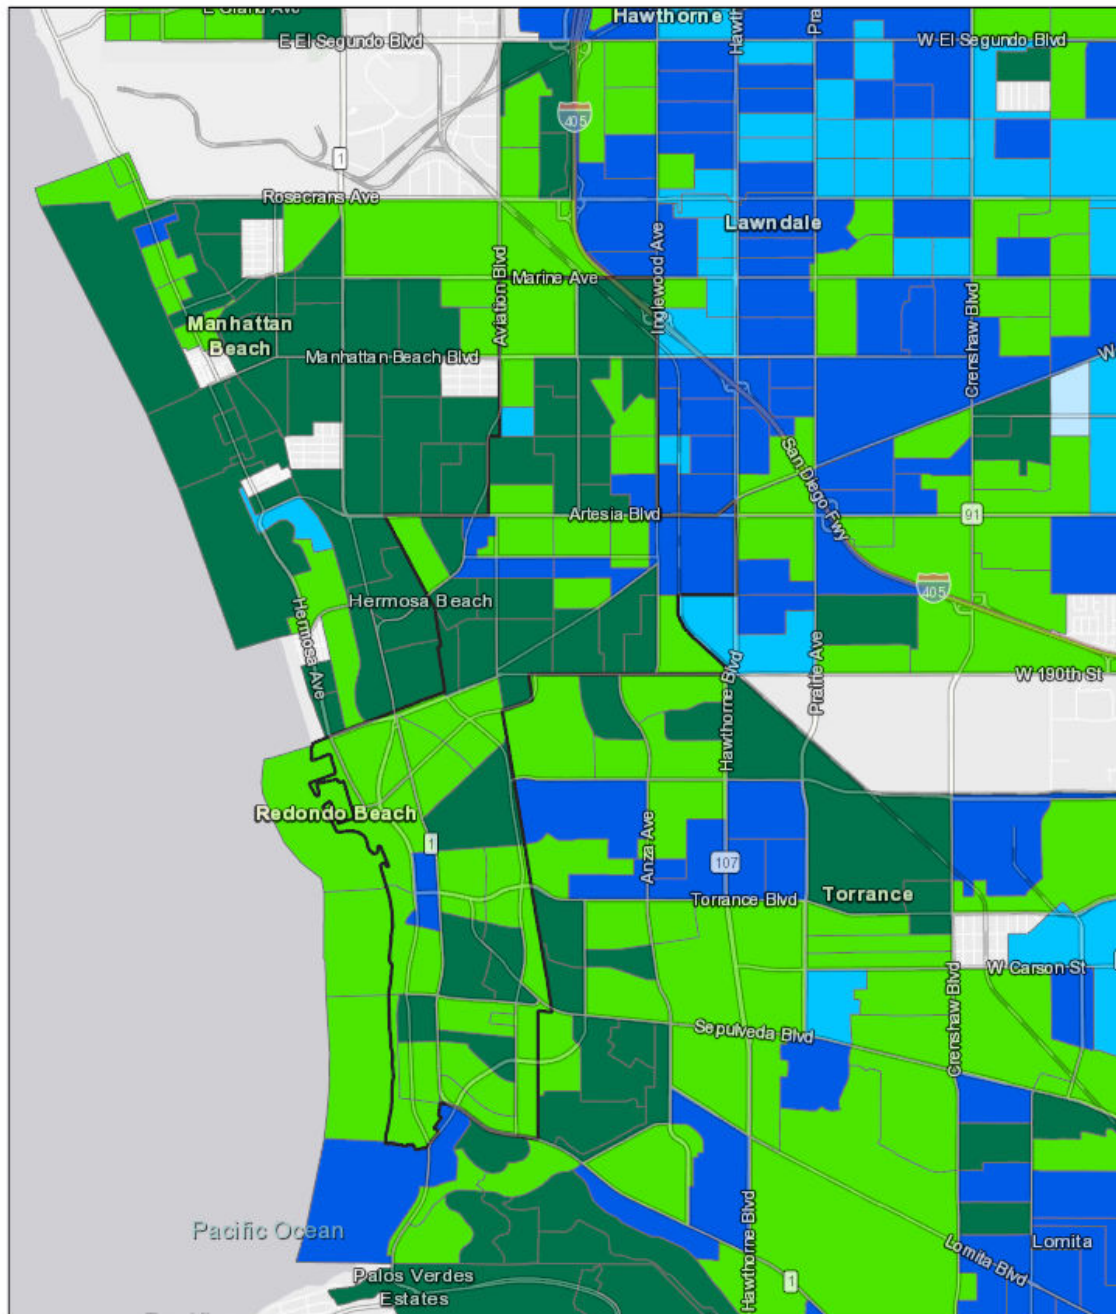 Hawthorne
E El Segundo Blvd
W El Segundo Blvd
405
1
Rosecrans Ave
Lawndale
Aviation Blvd
Marine Ave
Inglewood Ave
Crenshaw Blvd
Manhattan
Beach
Manhattan Beach Blvd
W
San Diego Fwy
Artesia Blvd
91
405
Hermosa Beach
Hermosa Ave
Prairie Ave
W 190th St
Hawthorne Blvd
Redondo Beach
1
Anza Ave
107
Torrance
Torrance Blvd
W Carson St
Crenshaw Blvd
Sepulveda Blvd
Pacific Ocean
Hawthorne Blvd
Lomita
Lomita Blvd
1
Palos Verdes
Estates